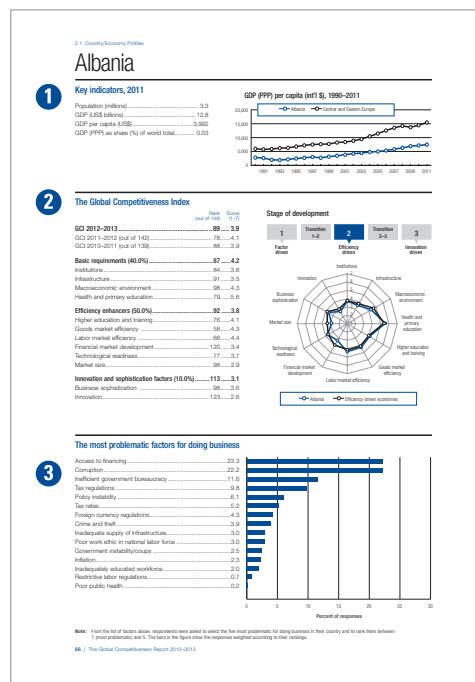 2.1: Country/Economy Profiles
Albania
1
Key indicators, 2011
Population (millions)....3.3
GDP (US$ billions)....12.8
GDP per capita (US$)....3,992
GDP (PPP) as share (%) of world total....0.03
GDP (PPP) per capita (int'l $), 1990–2011
Albania Central and Eastern Europe
20,000
15,000
10,000
5,000
0
1991 1993 1995 1997 1999 2001 2003 2005 2007 2009 2011
2
The Global Competitiveness Index
Rank Score
(out of 144) (1–7)
GCI 2012–2013....89....3.9
GCI 2011–2012 (out of 142)....78....4.1
GCI 2010–2011 (out of 139)....88....3.9
Basic requirements (40.0%)....87....4.2
Institutions....84....3.6
Infrastructure....91....3.5
Macroeconomic environment....98....4.3
Health and primary education....79....5.6
Efficiency enhancers (50.0%)....92....3.8
Higher education and training....76....4.1
Goods market efficiency....58....4.3
Labor market efficiency....68....4.4
Financial market development....120....3.4
Technological readiness....77....3.7
Market size....98....2.9
Innovation and sophistication factors (10.0%)....113....3.1
Business sophistication....98....3.6
Innovation....123....2.6
Stage of development
1
Transition
1–2
2
Transition
2–3
3
Factor
driven
Efficiency
driven
Innovation
driven
Institutions
Infrastructure
Macroeconomic
environment
Health and
primary
education
Higher education
and training
Goods market
efficiency
Labor market efficiency
Financial market
development
Technological
readiness
Market size
Business
sophistication
Innovation
Albania Efficiency-driven economies
3
The most problematic factors for doing business
Access to financing....23.3
Corruption....22.2
Inefficient government bureaucracy....11.6
Tax regulations....9.8
Policy instability....6.1
Tax rates....5.2
Foreign currency regulations....4.3
Crime and theft....3.9
Inadequate supply of infrastructure....3.0
Poor work ethic in national labor force....3.0
Government instability/coups....2.5
Inflation....2.3
Inadequately educated workforce....2.0
Restrictive labor regulations....0.7
Poor public health....0.2
0 5 10 15 20 25 30
Percent of responses
Note: From the list of factors above, respondents were asked to select the five most problematic for doing business in their country and to rank them between
1 (most problematic) and 5. The bars in the figure show the responses weighted according to their rankings.
86 | The Global Competitiveness Report 2012–2013